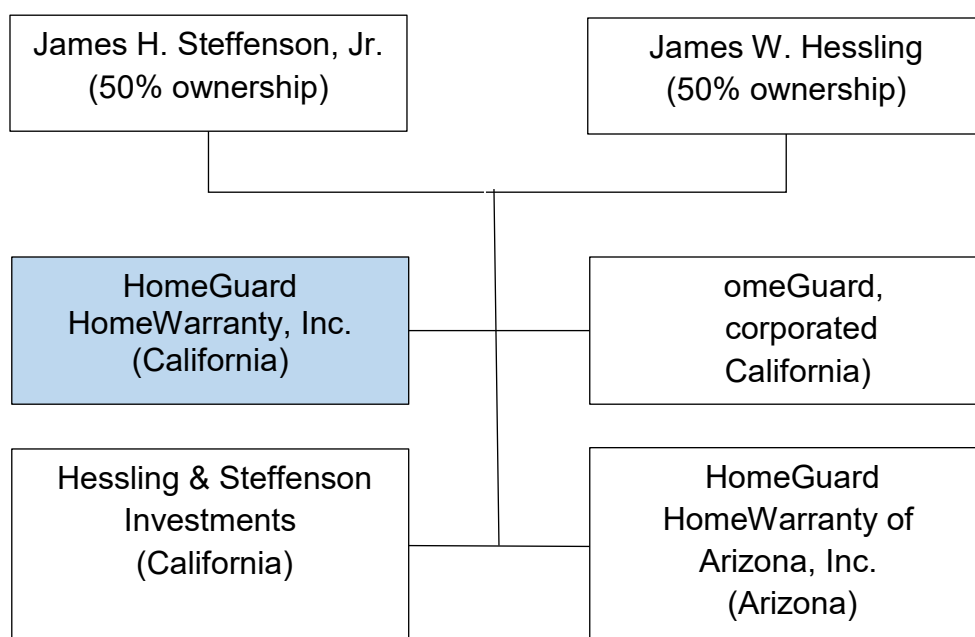 James H. Steffenson, Jr.
(50% ownership)
James W. Hessling
(50% ownership)
HomeGuard
HomeWarranty, Inc.
(California)
omeGuard,
corporated
California)
Hessling & Steffenson
Investments
(California)
HomeGuard
HomeWarranty of
Arizona, Inc.
(Arizona)